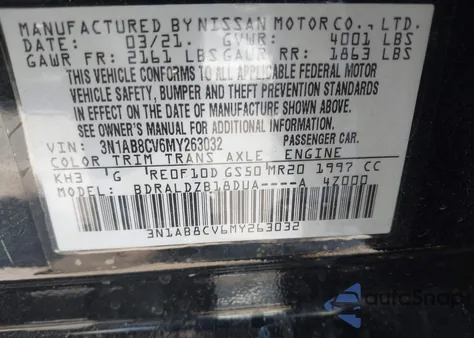 MANUFACTURED BY NISSAN MOTOR CO., LTD.
DATE: 03/21. GVWR: 4001 LBS
GAWR FR: 2161 LBS GAWR RR: 1863 LBS
THIS VEHICLE CONFORMS TO ALL APPLICABLE FEDERAL MOTOR
VEHICLE SAFETY, BUMPER AND THEFT PREVENTION STANDARDS
IN EFFECT ON THE DATE OF MANUFACTURE SHOWN ABOVE.
SEE OWNER'S MANUAL FOR ADDITIONAL INFORMATION.
VIN: 3N1AB8CV6MY263032 PASSENGER CAR.
COLOR TRIM TRANS AXLE ENGINE
KH3 G RE0F10D GS50 MR20 1997 CC
BDRALDZB18DUA----A 4Z000
3N1AB8CV6MY263032
AutoSnap